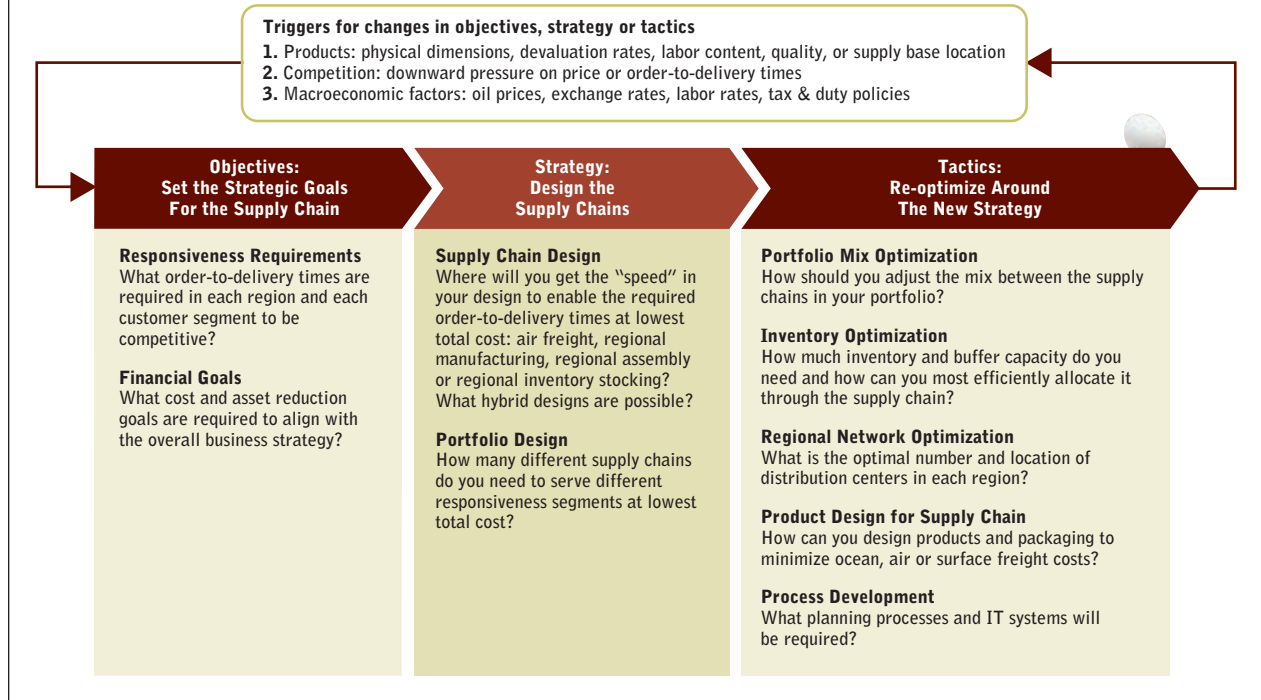 Triggers for changes in objectives, strategy or tactics
1. Products: physical dimensions, devaluation rates, labor content, quality, or supply base location
2. Competition: downward pressure on price or order-to-delivery times
3. Macroeconomic factors: oil prices, exchange rates, labor rates, tax & duty policies
Objectives:
Set the Strategic Goals
For the Supply Chain
Responsiveness Requirements
What order-to-delivery times are
required in each region and each
customer segment to be
competitive?
Financial Goals
What cost and asset reduction
goals are required to align with
the overall business strategy?
Strategy:
Design the
Supply Chains
Supply Chain Design
Where will you get the “speed” in
your design to enable the required
order-to-delivery times at lowest
total cost: air freight, regional
manufacturing, regional assembly
or regional inventory stocking?
What hybrid designs are possible?
Portfolio Design
How many different supply chains
do you need to serve different
responsiveness segments at lowest
total cost?
Tactics:
Re-optimize Around
The New Strategy
Portfolio Mix Optimization
How should you adjust the mix between the supply
chains in your portfolio?
Inventory Optimization
How much inventory and buffer capacity do you
need and how can you most efficiently allocate it
through the supply chain?
Regional Network Optimization
What is the optimal number and location of
distribution centers in each region?
Product Design for Supply Chain
How can you design products and packaging to
minimize ocean, air or surface freight costs?
Process Development
What planning processes and IT systems will
be required?